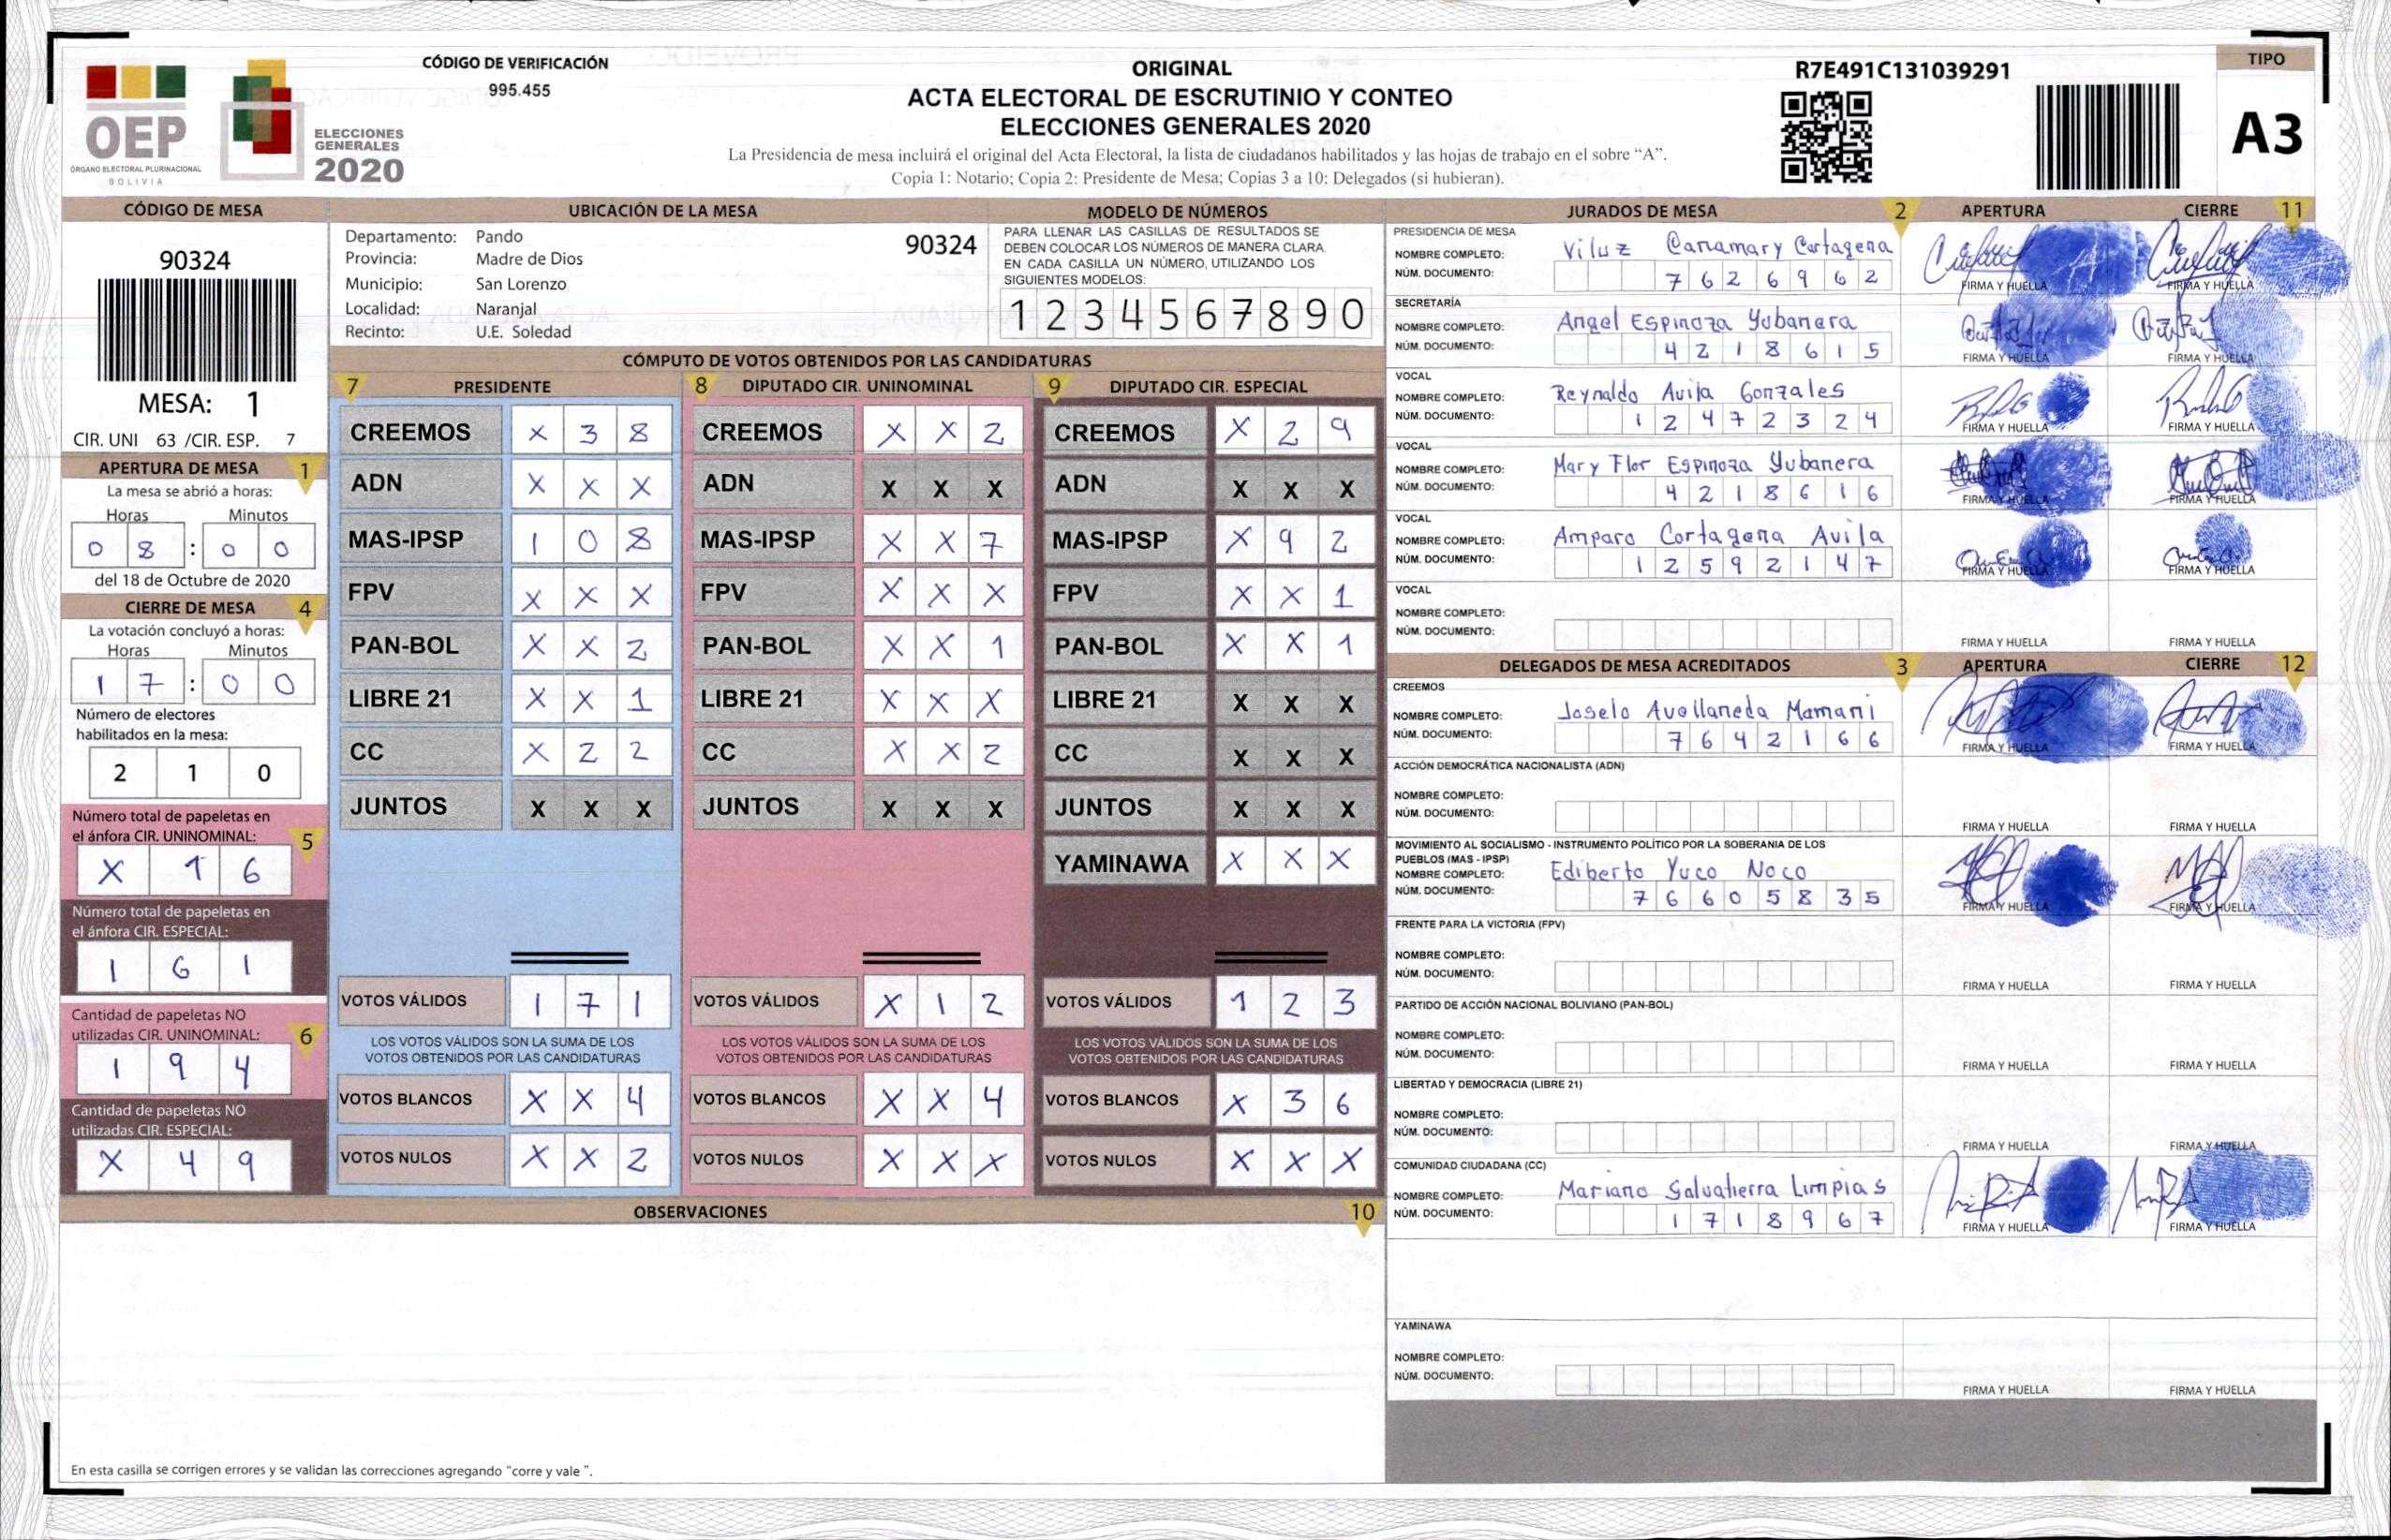 OEP
ÓRGANO ELECTORAL PLURINACIONAL
BOLIVIA
ELECCIONES
GENERALES
2020
CÓDIGO DE VERIFICACIÓN
995.455
ORIGINAL
ACTA ELECTORAL DE ESCRUTINIO Y CONTEO
ELECCIONES GENERALES 2020
La Presidencia de mesa incluirá el original del Acta Electoral, la lista de ciudadanos habilitados y las hojas de trabajo en el sobre “A”.
Copia 1: Notario; Copia 2: Presidente de Mesa; Copias 3 a 10: Delegados (si hubieran).
R7E491C131039291
TIPO
A3
CÓDIGO DE MESA
90324
MESA: 1
CIR. UNI 63 /CIR. ESP. 7
APERTURA DE MESA 1
La mesa se abrió a horas:
Horas Minutos
0 8 : 0 0
del 18 de Octubre de 2020
CIERRE DE MESA 4
La votación concluyó a horas:
Horas Minutos
1 7 : 0 0
Número de electores
habilitados en la mesa:
2 1 0
Número total de papeletas en
el ánfora CIR. UNINOMINAL: 5
X 1 6
Número total de papeletas en
el ánfora CIR. ESPECIAL:
1 6 1
Cantidad de papeletas NO
utilizadas CIR. UNINOMINAL: 6
1 9 4
Cantidad de papeletas NO
utilizadas CIR. ESPECIAL:
X 4 9
UBICACIÓN DE LA MESA
Departamento: Pando
Provincia: Madre de Dios
Municipio: San Lorenzo
Localidad: Naranjal
Recinto: U.E. Soledad
90324
MODELO DE NÚMEROS
PARA LLENAR LAS CASILLAS DE RESULTADOS SE
DEBEN COLOCAR LOS NÚMEROS DE MANERA CLARA.
EN CADA CASILLA UN NÚMERO, UTILIZANDO LOS
SIGUIENTES MODELOS:
1 2 3 4 5 6 7 8 9 0
CÓMPUTO DE VOTOS OBTENIDOS POR LAS CANDIDATURAS
7 PRESIDENTE
CREEMOS X 3 8
ADN X X X
MAS-IPSP 1 0 8
FPV X X X
PAN-BOL X X 2
LIBRE 21 X X 1
CC X 2 2
JUNTOS X X X
VOTOS VÁLIDOS 1 7 1
LOS VOTOS VÁLIDOS SON LA SUMA DE LOS
VOTOS OBTENIDOS POR LAS CANDIDATURAS
VOTOS BLANCOS X X 4
VOTOS NULOS X X 2
8 DIPUTADO CIR. UNINOMINAL
CREEMOS X X 2
ADN X X X
MAS-IPSP X X 7
FPV X X X
PAN-BOL X X 1
LIBRE 21 X X X
CC X X 2
JUNTOS X X X
VOTOS VÁLIDOS X 1 2
LOS VOTOS VÁLIDOS SON LA SUMA DE LOS
VOTOS OBTENIDOS POR LAS CANDIDATURAS
VOTOS BLANCOS X X 4
VOTOS NULOS X X X
9 DIPUTADO CIR. ESPECIAL
CREEMOS X 2 9
ADN X X X
MAS-IPSP X 9 2
FPV X X 1
PAN-BOL X X 1
LIBRE 21 X X X
CC X X X
JUNTOS X X X
YAMINAWA X X X
VOTOS VÁLIDOS 1 2 3
LOS VOTOS VÁLIDOS SON LA SUMA DE LOS
VOTOS OBTENIDOS POR LAS CANDIDATURAS
VOTOS BLANCOS X 3 6
VOTOS NULOS X X X
OBSERVACIONES 10
En esta casilla se corrigen errores y se validan las correcciones agregando “corre y vale ”.
JURADOS DE MESA 2 APERTURA CIERRE 11
PRESIDENCIA DE MESA
NOMBRE COMPLETO: Viluz Canamary Cartagena
NÚM. DOCUMENTO: 7 6 2 6 9 6 2
FIRMA Y HUELLA FIRMA Y HUELLA
SECRETARÍA
NOMBRE COMPLETO: Angel Espinoza Yubanera
NÚM. DOCUMENTO: 4 2 1 8 6 1 5
FIRMA Y HUELLA FIRMA Y HUELLA
VOCAL
NOMBRE COMPLETO: Reynaldo Avila Gonzales
NÚM. DOCUMENTO: 1 2 4 7 2 3 2 4
FIRMA Y HUELLA FIRMA Y HUELLA
VOCAL
NOMBRE COMPLETO: Mary Flor Espinoza Yubanera
NÚM. DOCUMENTO: 4 2 1 8 6 1 6
FIRMA Y HUELLA FIRMA Y HUELLA
VOCAL
NOMBRE COMPLETO: Amparo Cartagena Avila
NÚM. DOCUMENTO: 1 2 5 9 2 1 4 7
FIRMA Y HUELLA FIRMA Y HUELLA
VOCAL
NOMBRE COMPLETO:
NÚM. DOCUMENTO:
FIRMA Y HUELLA FIRMA Y HUELLA
DELEGADOS DE MESA ACREDITADOS 3 APERTURA CIERRE 12
CREEMOS
NOMBRE COMPLETO: Joselo Avellaneda Mamani
NÚM. DOCUMENTO: 7 6 4 2 1 6 6
FIRMA Y HUELLA FIRMA Y HUELLA
ACCIÓN DEMOCRÁTICA NACIONALISTA (ADN)
NOMBRE COMPLETO:
NÚM. DOCUMENTO:
FIRMA Y HUELLA FIRMA Y HUELLA
MOVIMIENTO AL SOCIALISMO - INSTRUMENTO POLÍTICO POR LA SOBERANIA DE LOS
PUEBLOS (MAS - IPSP)
NOMBRE COMPLETO: Ediberto Yuco Noco
NÚM. DOCUMENTO: 7 6 6 0 5 8 3 5
FIRMA Y HUELLA FIRMA Y HUELLA
FRENTE PARA LA VICTORIA (FPV)
NOMBRE COMPLETO:
NÚM. DOCUMENTO:
FIRMA Y HUELLA FIRMA Y HUELLA
PARTIDO DE ACCIÓN NACIONAL BOLIVIANO (PAN-BOL)
NOMBRE COMPLETO:
NÚM. DOCUMENTO:
FIRMA Y HUELLA FIRMA Y HUELLA
LIBERTAD Y DEMOCRACIA (LIBRE 21)
NOMBRE COMPLETO:
NÚM. DOCUMENTO:
FIRMA Y HUELLA FIRMA Y HUELLA
COMUNIDAD CIUDADANA (CC)
NOMBRE COMPLETO: Mariano Salvatierra Limpias
NÚM. DOCUMENTO: 1 7 1 8 9 6 7
FIRMA Y HUELLA FIRMA Y HUELLA
YAMINAWA
NOMBRE COMPLETO:
NÚM. DOCUMENTO:
FIRMA Y HUELLA FIRMA Y HUELLA